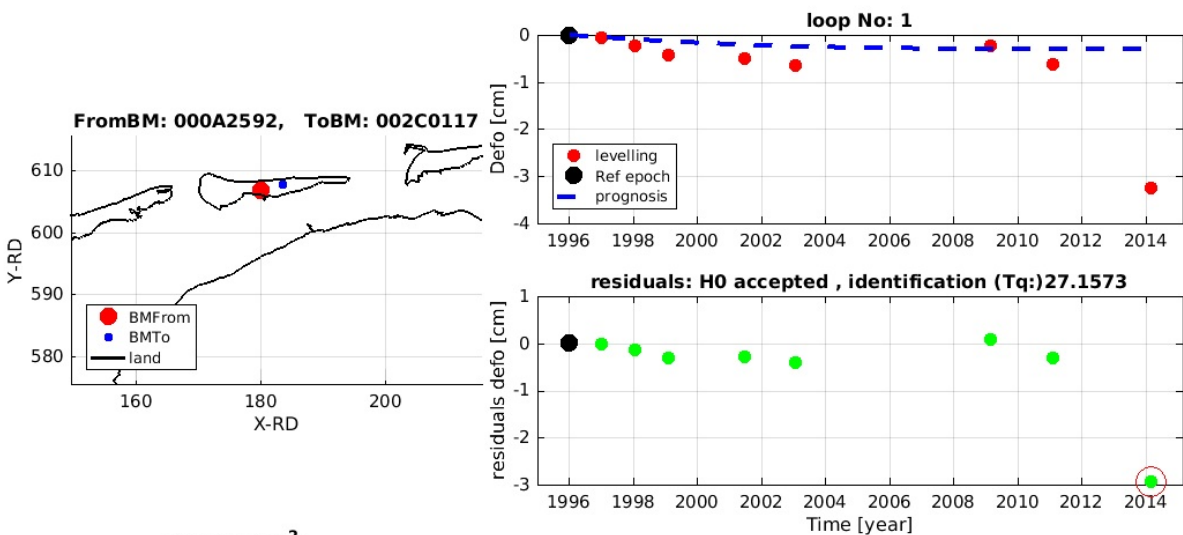 FromBM: 000A2592, ToBM: 002C0117
610
600
590
580
Y-RD
BMFrom
BMTo
land
160
180
200
X-RD
loop No: 1
0
-1
-2
-3
-4
Defo [cm]
levelling
Ref epoch
prognosis
1996 1998 2000 2002 2004 2006 2008 2010 2012 2014
residuals: H0 accepted , identification (Tq:)27.1573
1
0
-1
-2
-3
residuals defo [cm]
1996 1998 2000 2002 2004 2006 2008 2010 2012 2014
Time [year]